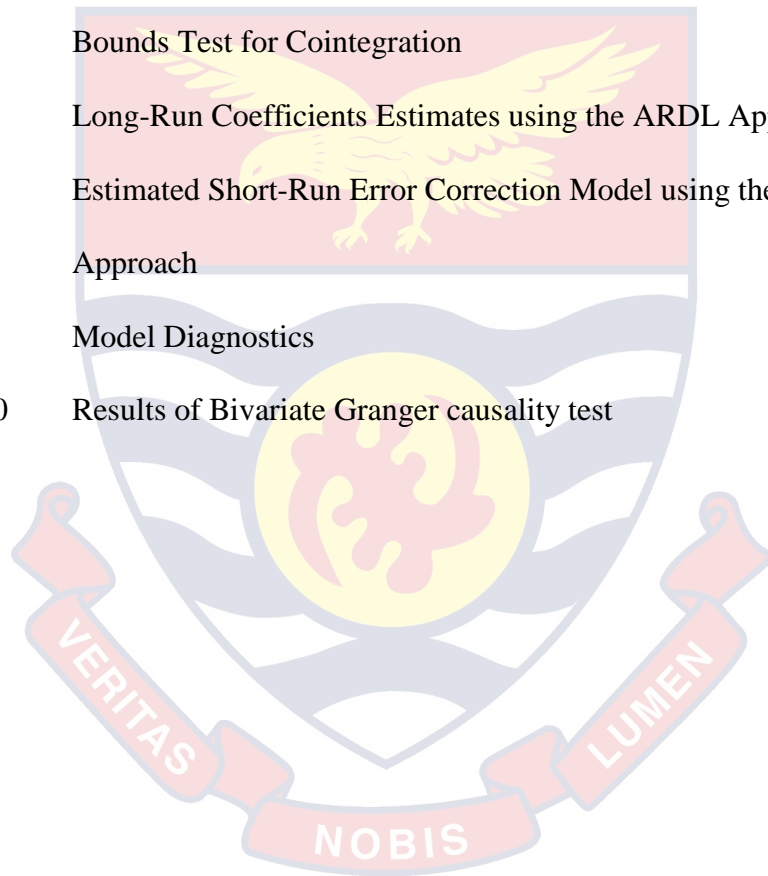 Bounds Test for Cointegration
Long-Run Coefficients Estimates using the ARDL
Estimated Short-Run Error Correction Model using the
Approach
Model Diagnostics
0 Results of Bivariate Granger causality test
VERITAS
NOBIS
LUMEN